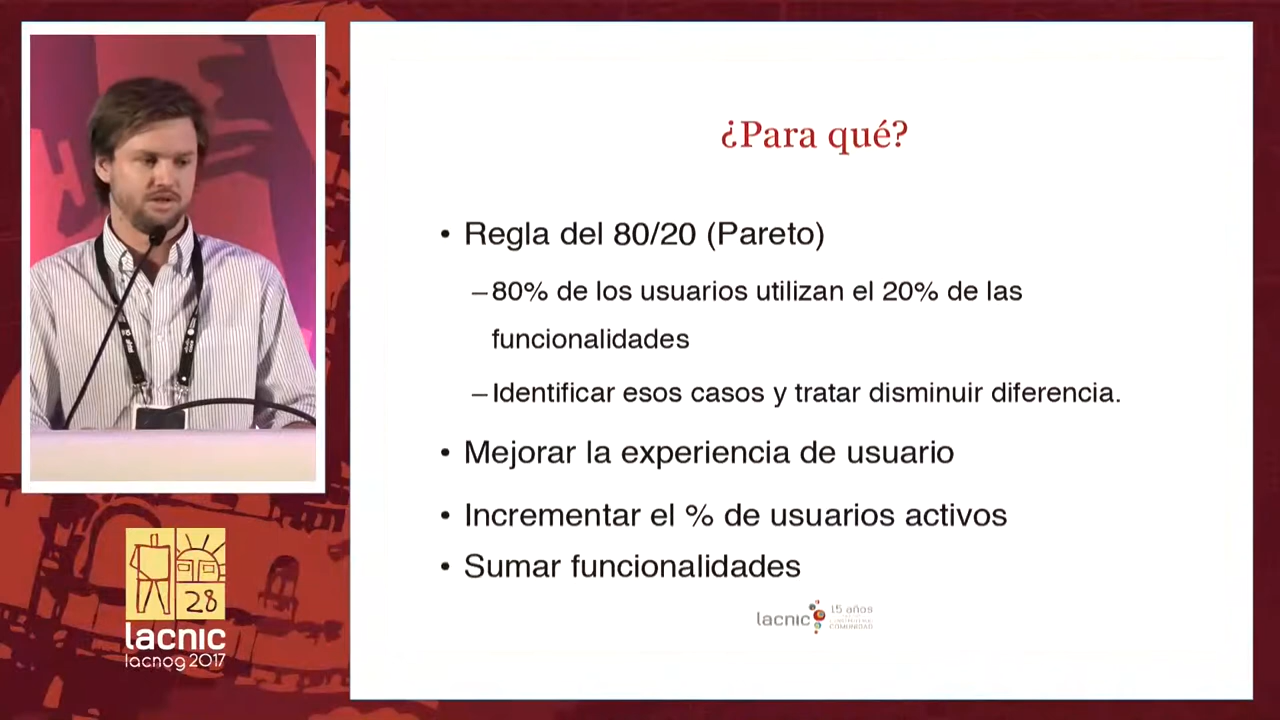 ¿Para qué?
• Regla del 80/20 (Pareto)
–80% de los usuarios utilizan el 20% de las
funcionalidades
–Identificar esos casos y tratar disminuir diferencia.
• Mejorar la experiencia de usuario
• Incrementar el % de usuarios activos
• Sumar funcionalidades
lacnic
15 años
COMUNIDAD
28
lacnic
lacnog 2017